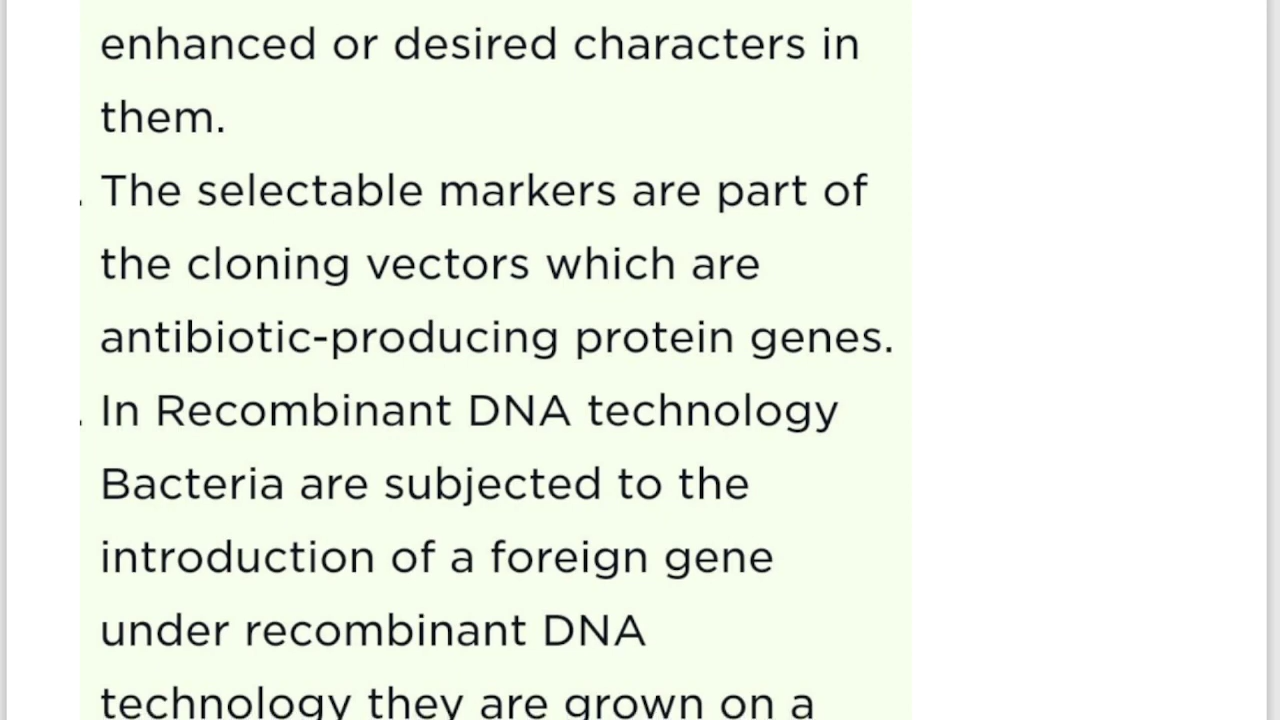 enhanced or desired characters in
them.
. The selectable markers are part of
the cloning vectors which are
antibiotic-producing protein genes.
. In Recombinant DNA technology
Bacteria are subjected to the
introduction of a foreign gene
under recombinant DNA
technology they are grown on a